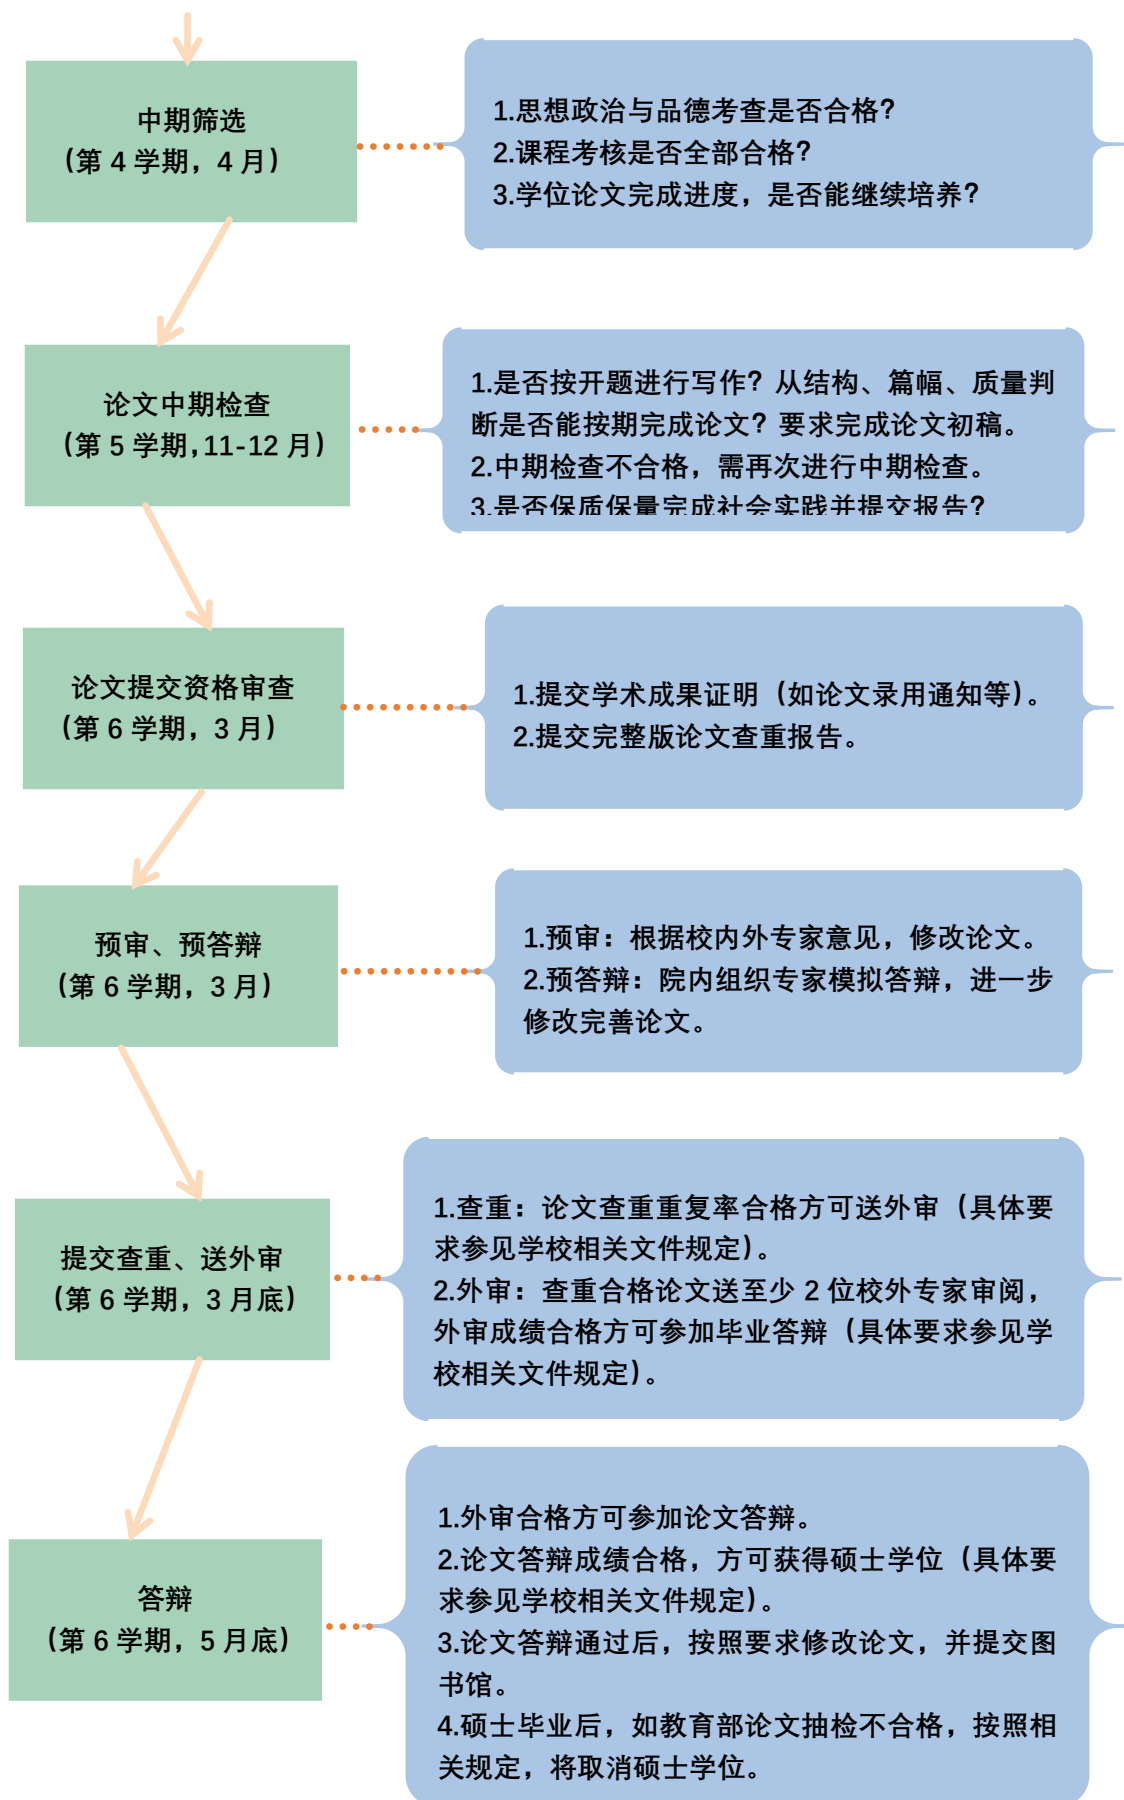 中期筛选
（第 4 学期，4 月）
1.思想政治与品德考查是否合格？
2.课程考核是否全部合格？
3.学位论文完成进度，是否能继续培养？
论文中期检查
（第 5 学期，11-12 月）
1.是否按开题进行写作？从结构、篇幅、质量判
断是否能按期完成论文？要求完成论文初稿。
2.中期检查不合格，需再次进行中期检查。
3.是否保质保量完成社会实践并提交报告？
论文提交资格审查
（第 6 学期，3 月）
1.提交学术成果证明（如论文录用通知等）。
2.提交完整版论文查重报告。
预审、预答辩
（第 6 学期，3 月）
1.预审：根据校内外专家意见，修改论文。
2.预答辩：院内组织专家模拟答辩，进一步
修改完善论文。
提交查重、送外审
（第 6 学期，3 月底）
1.查重：论文查重重复率合格方可送外审（具体要
求参见学校相关文件规定）。
2.外审：查重合格论文送至少 2 位校外专家审阅，
外审成绩合格方可参加毕业答辩（具体要求参见学
校相关文件规定）。
答辩
（第 6 学期，5 月底）
1.外审合格方可参加论文答辩。
2.论文答辩成绩合格，方可获得硕士学位（具体要
求参见学校相关文件规定）。
3.论文答辩通过后，按照要求修改论文，并提交图
书馆。
4.硕士毕业后，如教育部论文抽检不合格，按照相
关规定，将取消硕士学位。